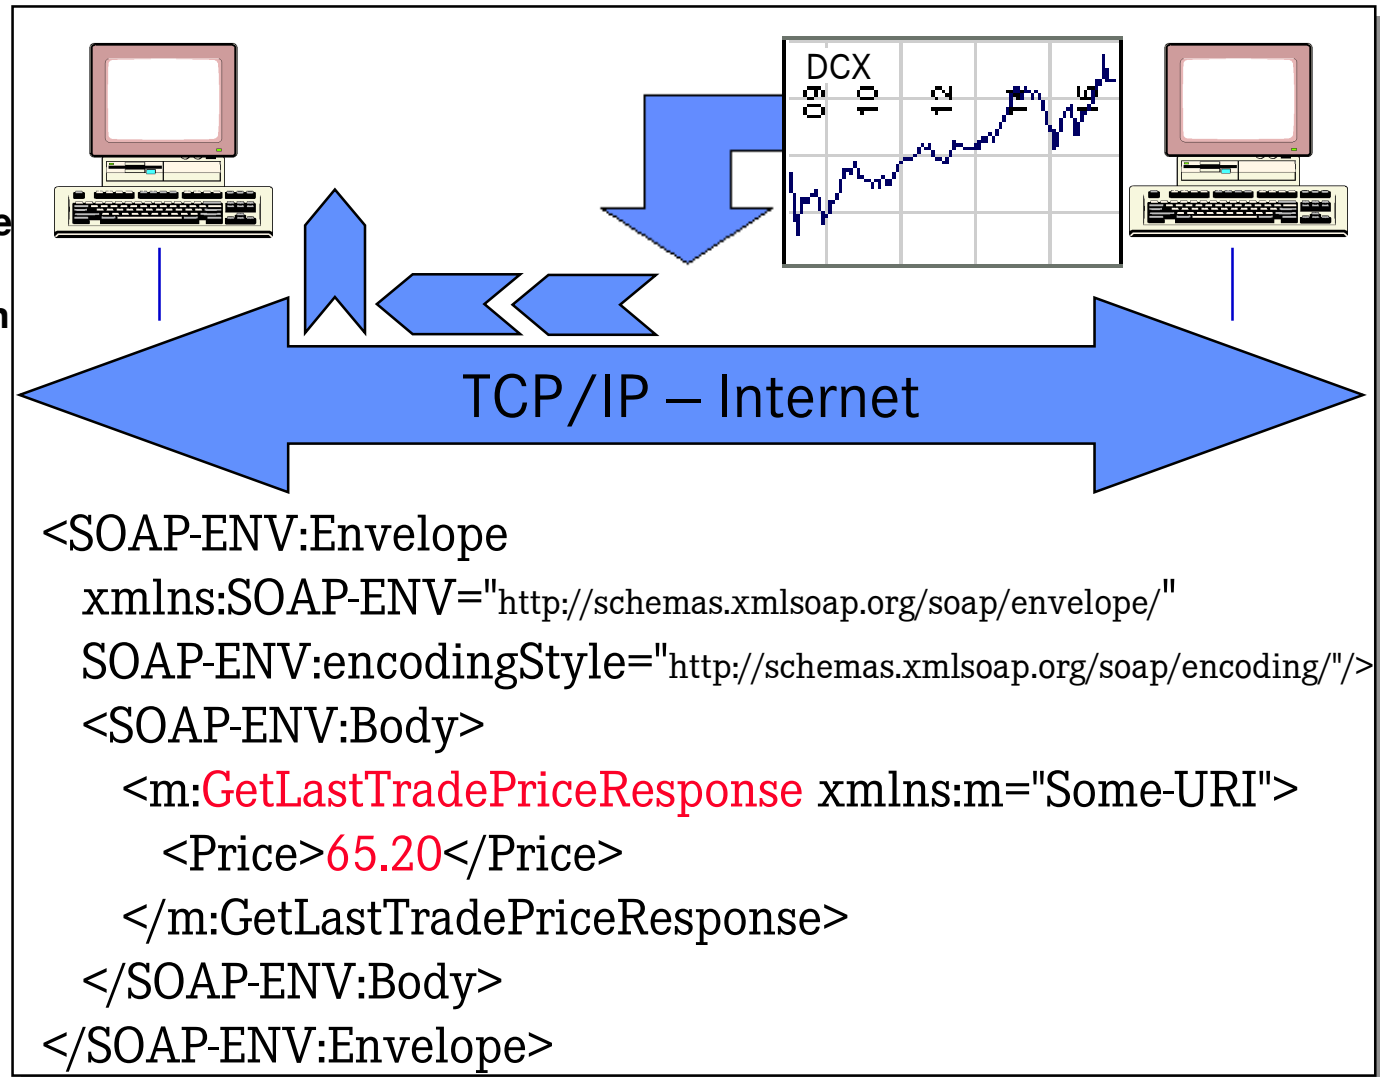 DCX
09 10 12 14 16
e
n
TCP/IP – Internet
<SOAP-ENV:Envelope
xmlns:SOAP-ENV="http://schemas.xmlsoap.org/soap/envelope/"
SOAP-ENV:encodingStyle="http://schemas.xmlsoap.org/soap/encoding/"/>
<SOAP-ENV:Body>
<m:GetLastTradePriceResponse xmlns:m="Some-URI">
<Price>65.20</Price>
</m:GetLastTradePriceResponse>
</SOAP-ENV:Body>
</SOAP-ENV:Envelope>